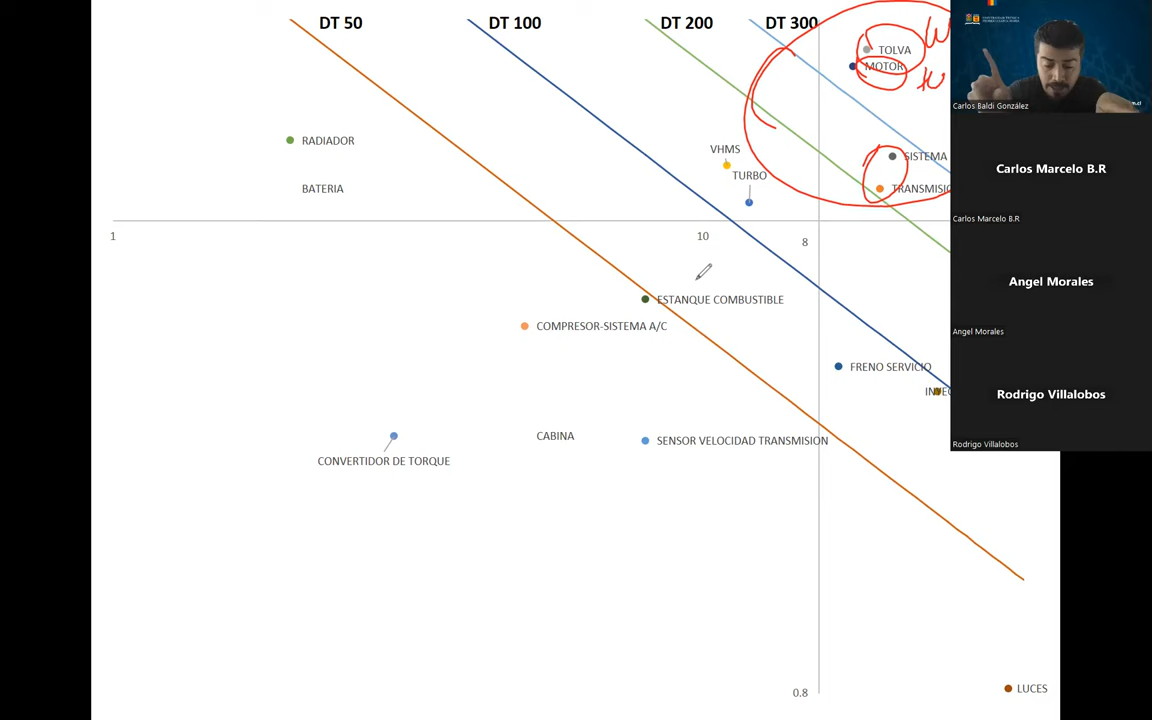 DT 50
DT 100
DT 200
DT 300
TOLVA
MOTOR
RADIADOR
VHMS
SISTEMA
TURBO
BATERIA
1
10
8
ESTANQUE COMBUSTIBLE
COMPRESOR-SISTEMA A/C
FRENO SERVICIO
CABINA
SENSOR VELOCIDAD TRANSMISION
CONVERTIDOR DE TORQUE
0.8
LUCES
Carlos Baldi González
Carlos Marcelo B.R
Carlos Marcelo B.R
Angel Morales
Angel Morales
Rodrigo Villalobos
Rodrigo Villalobos